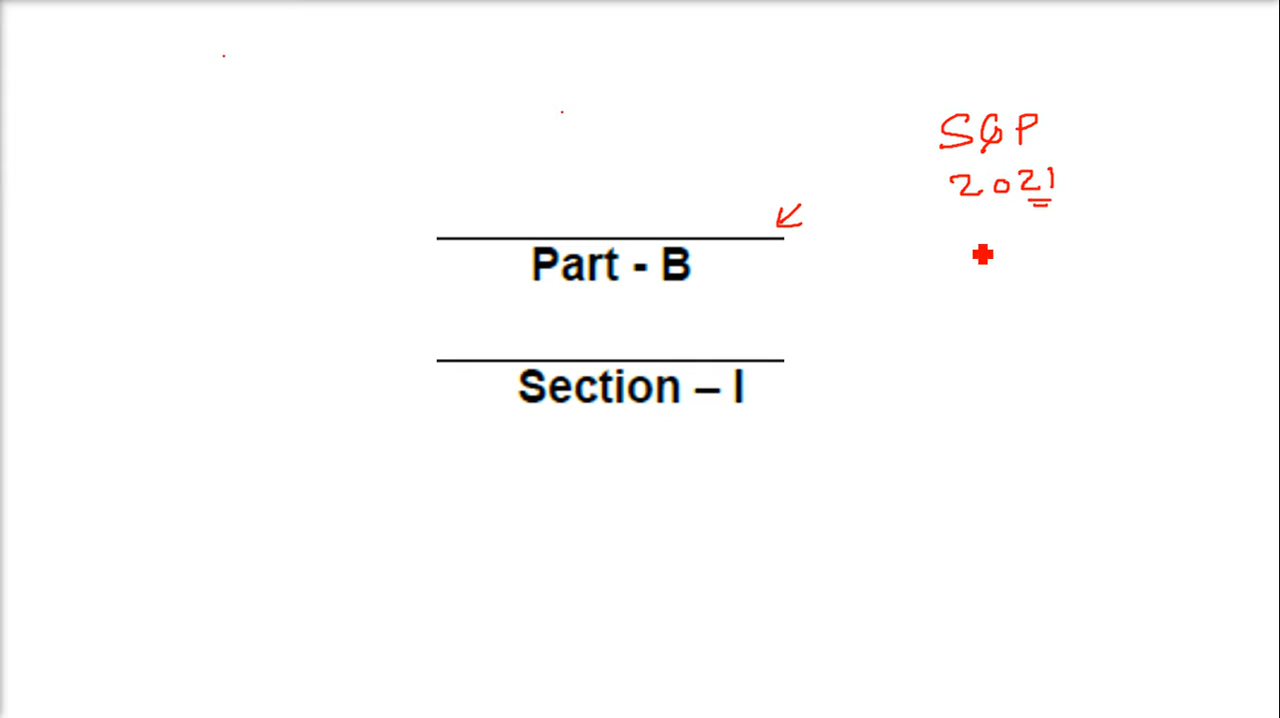 SQP
2021
Part - B
Section – I